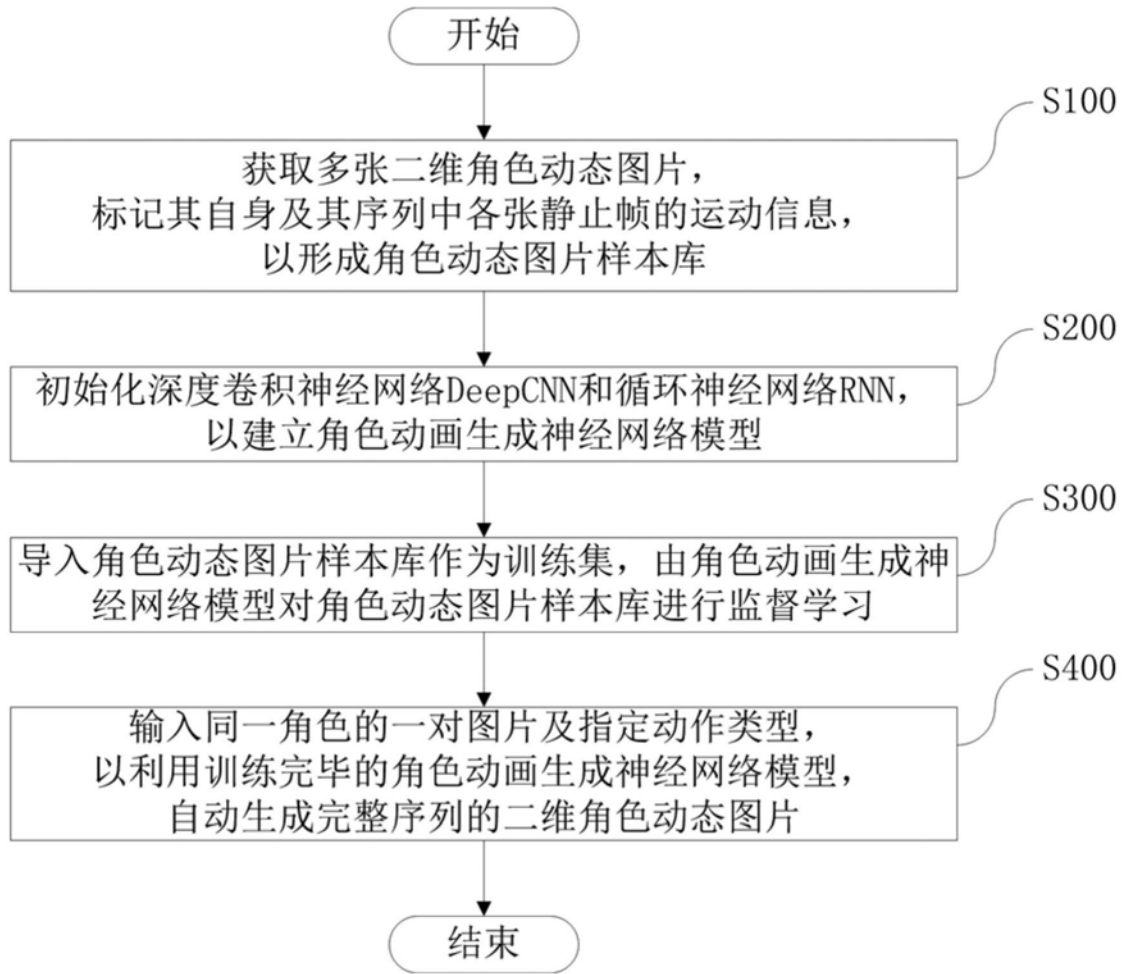 开始
S100
获取多张二维角色动态图片，
标记其自身及其序列中各张静止帧的运动信息，
以形成角色动态图片样本库
S200
初始化深度卷积神经网络DeepCNN和循环神经网络RNN，
以建立角色动画生成神经网络模型
S300
导入角色动态图片样本库作为训练集，由角色动画生成神
经网络模型对角色动态图片样本库进行监督学习
S400
输入同一角色的一对图片及指定动作类型，
以利用训练完毕的角色动画生成神经网络模型，
自动生成完整序列的二维角色动态图片
结束